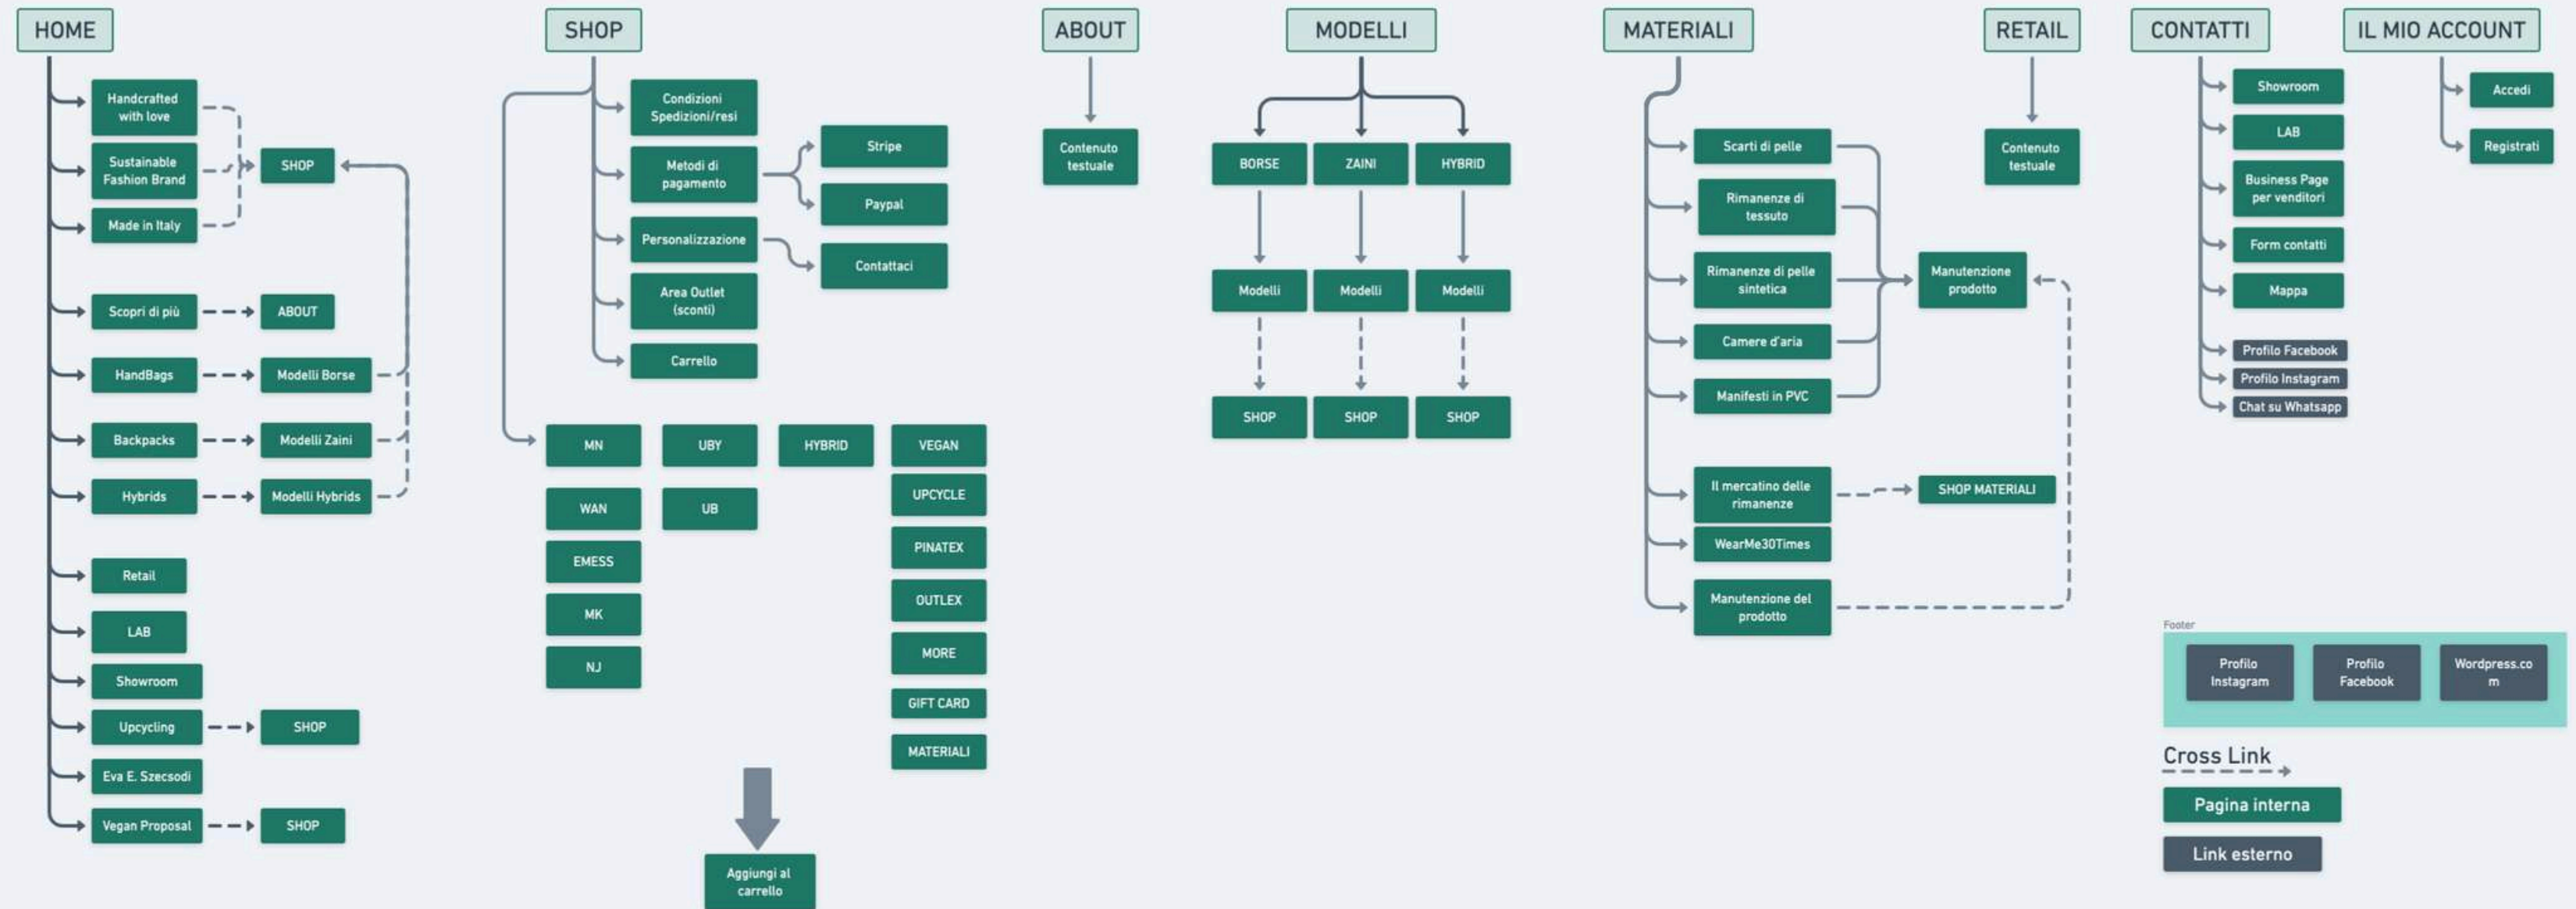 HOME
Handcrafted
with love
Sustainable
Fashion Brand
Made in Italy
SHOP
Scopri di più
ABOUT
HandBags
Modelli Borse
Backpacks
Modelli Zaini
Hybrids
Modelli Hybrids
Retail
LAB
Showroom
Upcycling
SHOP
Eva E. Szecsodi
Vegan Proposal
SHOP
SHOP
Condizioni
Spedizioni/resi
Metodi di
pagamento
Stripe
Paypal
Personalizzazione
Contattaci
Area Outlet
(sconti)
Carrello
MN
WAN
EMESS
MK
NJ
UBY
UB
HYBRID
VEGAN
UPCYCLE
PINATEX
OUTLEX
MORE
GIFT CARD
MATERIALI
Aggiungi al
carrello
ABOUT
Contenuto
testuale
MODELLI
BORSE
ZAINI
HYBRID
Modelli
Modelli
Modelli
SHOP
SHOP
SHOP
MATERIALI
Scarti di pelle
Rimanenze di
tessuto
Rimanenze di pelle
sintetica
Camere d'aria
Manifesti in PVC
Manutenzione
prodotto
Il mercatino delle
rimanenze
SHOP MATERIALI
WearMe30Times
Manutenzione del
prodotto
RETAIL
Contenuto
testuale
CONTATTI
Showroom
LAB
Business Page
per venditori
Form contatti
Mappa
Profilo Facebook
Profilo Instagram
Chat su Whatsapp
IL MIO ACCOUNT
Accedi
Registrati
Footer
Profilo
Instagram
Profilo
Facebook
Wordpress.co
m
Cross Link
Pagina interna
Link esterno